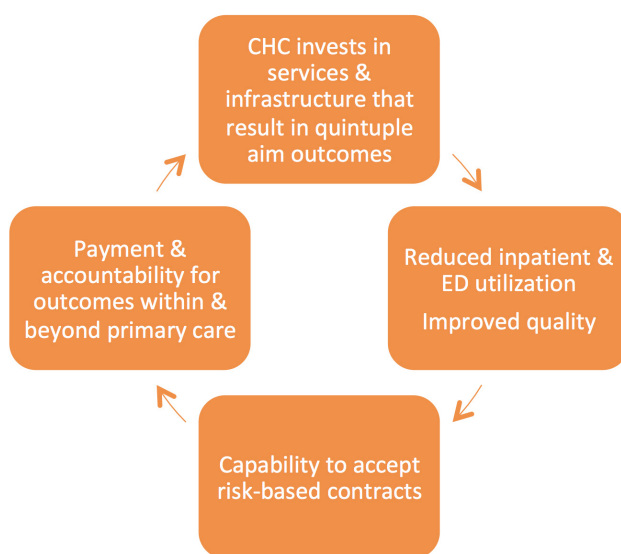 CHC invests in
services &
infrastructure that
result in quintuple
aim outcomes
Reduced inpatient &
ED utilization
Improved quality
Capability to accept
risk-based contracts
Payment &
accountability for
outcomes within &
beyond primary care